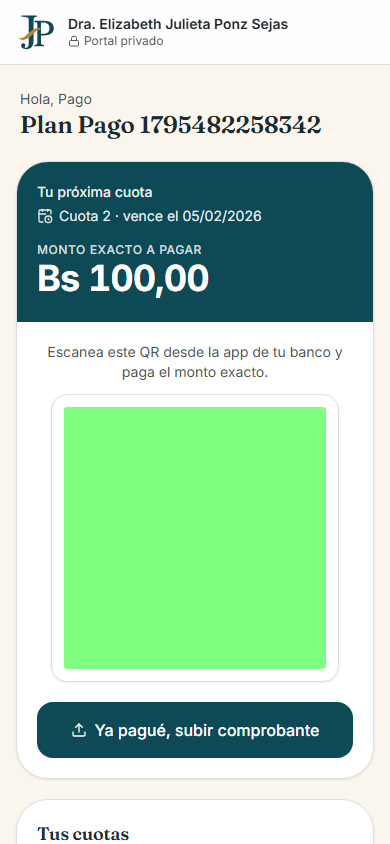 JP
Dra. Elizabeth Julieta Ponz Sejas
Portal privado
Hola, Pago
Plan Pago 1795482258342
Tu próxima cuota
Cuota 2 · vence el 05/02/2026
MONTO EXACTO A PAGAR
Bs 100,00
Escanea este QR desde la app de tu banco y
paga el monto exacto.
Ya pagué, subir comprobante
Tus cuotas